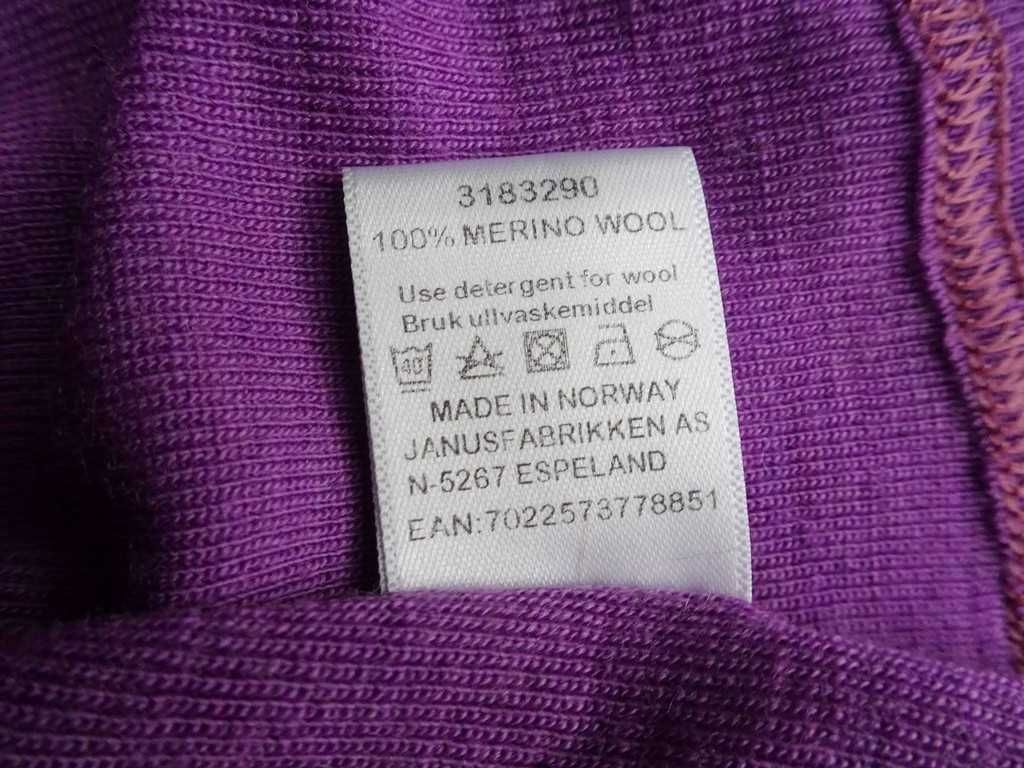 3183290
100% MERINO WOOL
Use detergent for wool
Bruk ullvaskemiddel
40
MADE IN NORWAY
JANUSFABRIKKEN AS
N-5267 ESPELAND
EAN:7022573778851